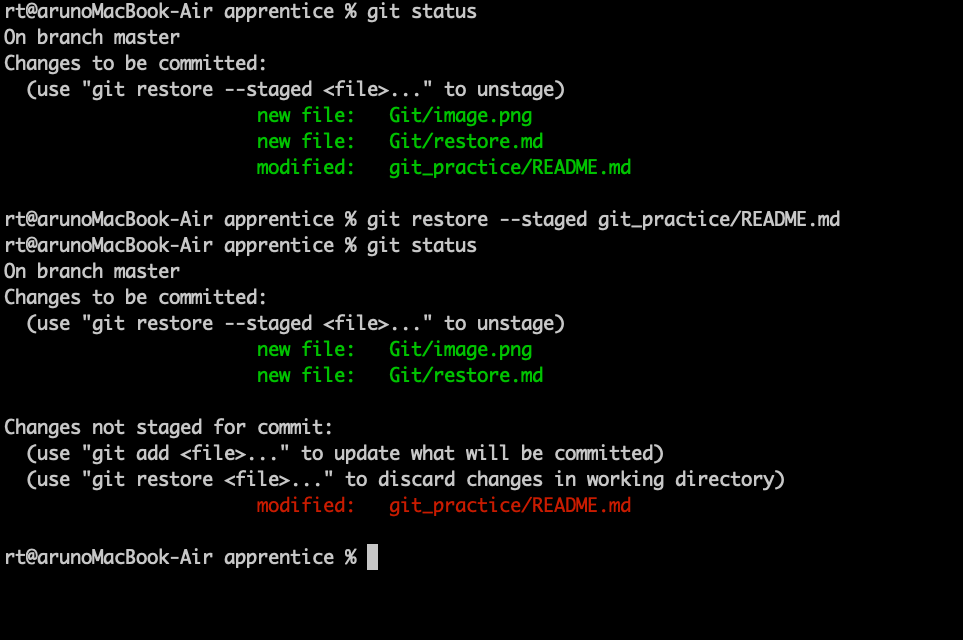 rt@arunoMacBook-Air apprentice % git status
On branch master
Changes to be committed:
  (use "git restore --staged <file>..." to unstage)
                       new file:   Git/image.png
                       new file:   Git/restore.md
                       modified:   git_practice/README.md

rt@arunoMacBook-Air apprentice % git restore --staged git_practice/README.md
rt@arunoMacBook-Air apprentice % git status
On branch master
Changes to be committed:
  (use "git restore --staged <file>..." to unstage)
                       new file:   Git/image.png
                       new file:   Git/restore.md

Changes not staged for commit:
  (use "git add <file>..." to update what will be committed)
  (use "git restore <file>..." to discard changes in working directory)
                       modified:   git_practice/README.md

rt@arunoMacBook-Air apprentice %